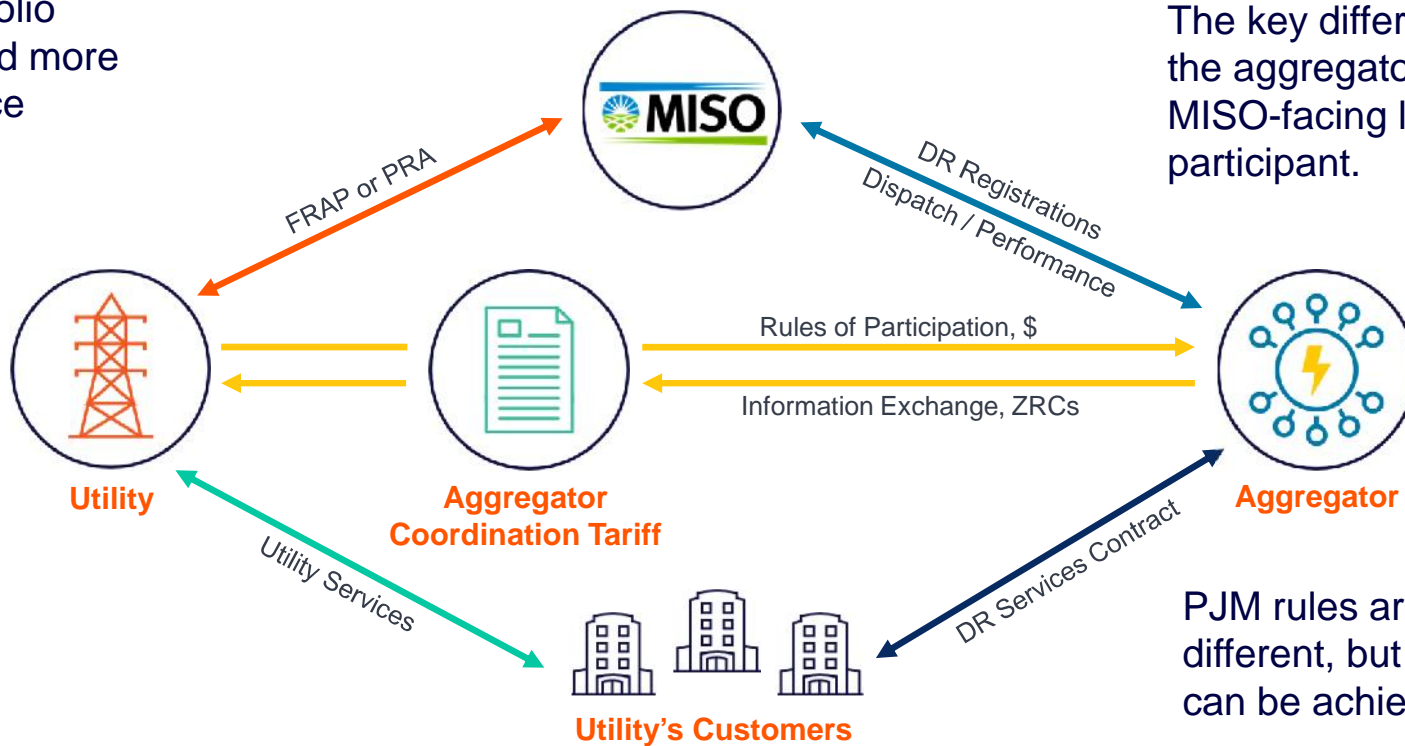 d more
ce
The key differ
the aggregato
MISO-facing
participant.
MISO
FRAP or PRA
DR Registrations
Dispatch / Performance
Rules of Participation, $
Information Exchange, ZRCs
Utility
Aggregator
Coordination Tariff
Aggregator
Utility Services
DR Services Contract
PJM rules ar
different, but
can be achie
Utility's Customers